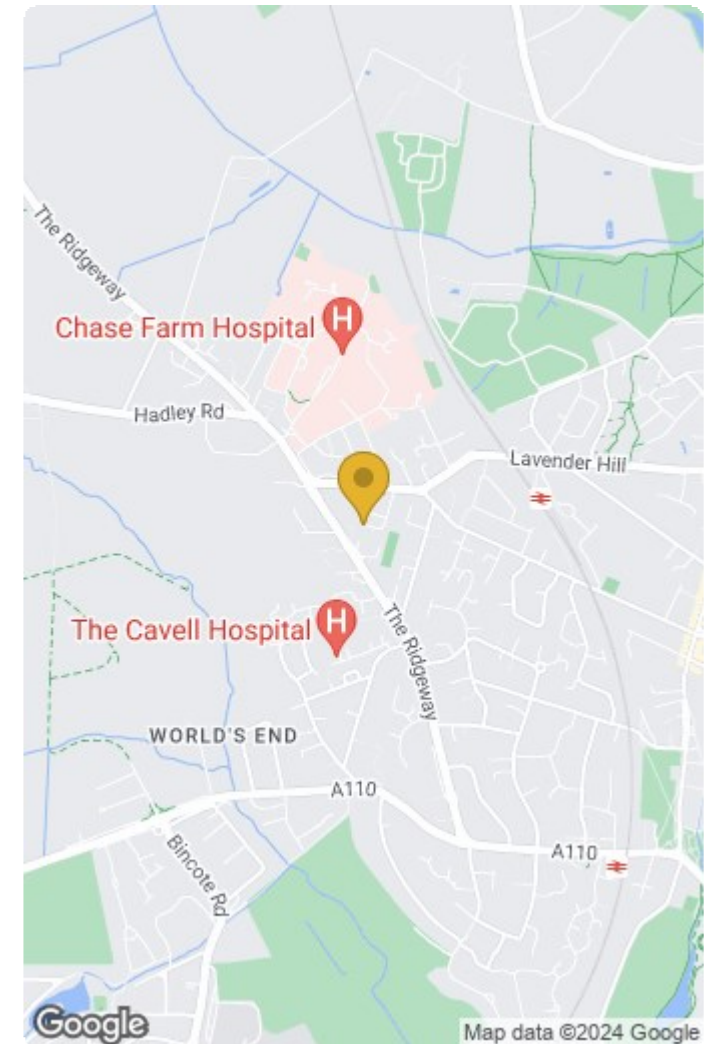 The Ridgeway
Chase Farm Hospital
H
Hadley Rd
Lavender Hill
The Cavell Hospital
H
The Ridgeway
WORLD'S END
A110
A110
Bincote Rd
Google
Map data ©2024 Google